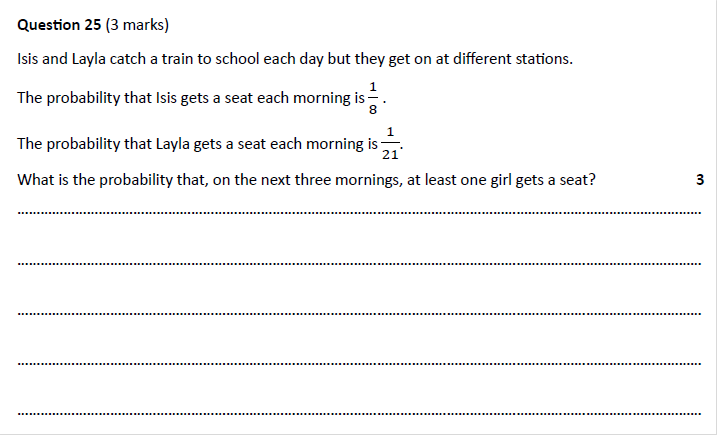 Question 25 (3 marks)
Isis and Layla catch a train to school each day but they get on at different stations.
The probability that Isis gets a seat each morning is 1/8 .
The probability that Layla gets a seat each morning is 1/21.
What is the probability that, on the next three mornings, at least one girl gets a seat? 3